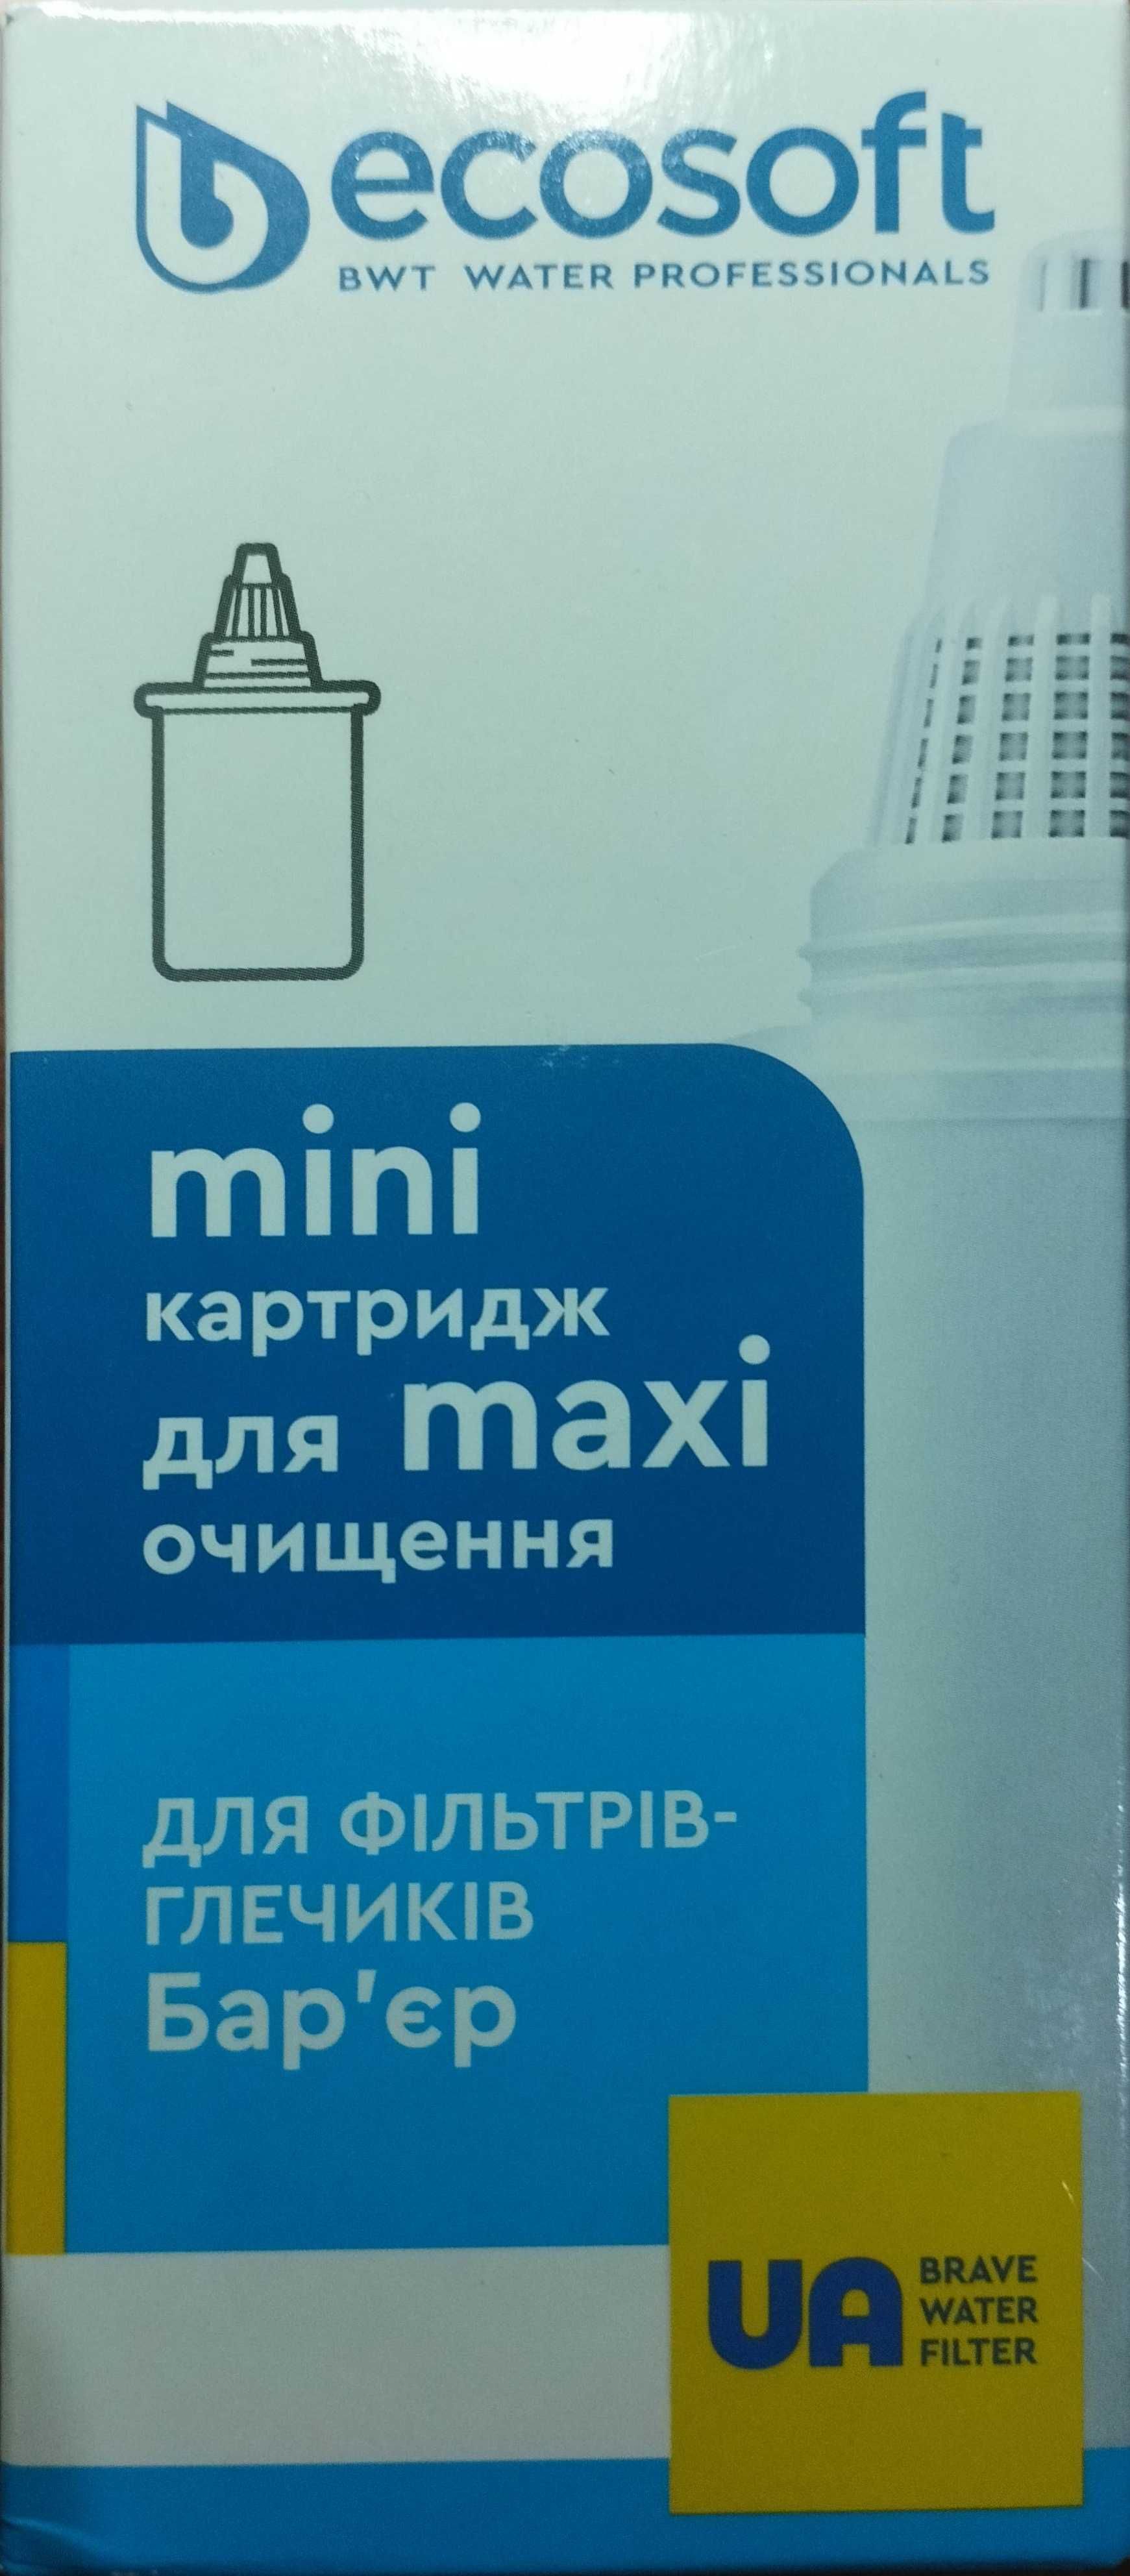 ecosoft
BWT WATER PROFESSIONALS
mini
картридж
для maxi
очищення
ДЛЯ ФІЛЬТРІВ-
ГЛЕЧИКІВ
Бар'єр
UA
BRAVE
WATER
FILTER